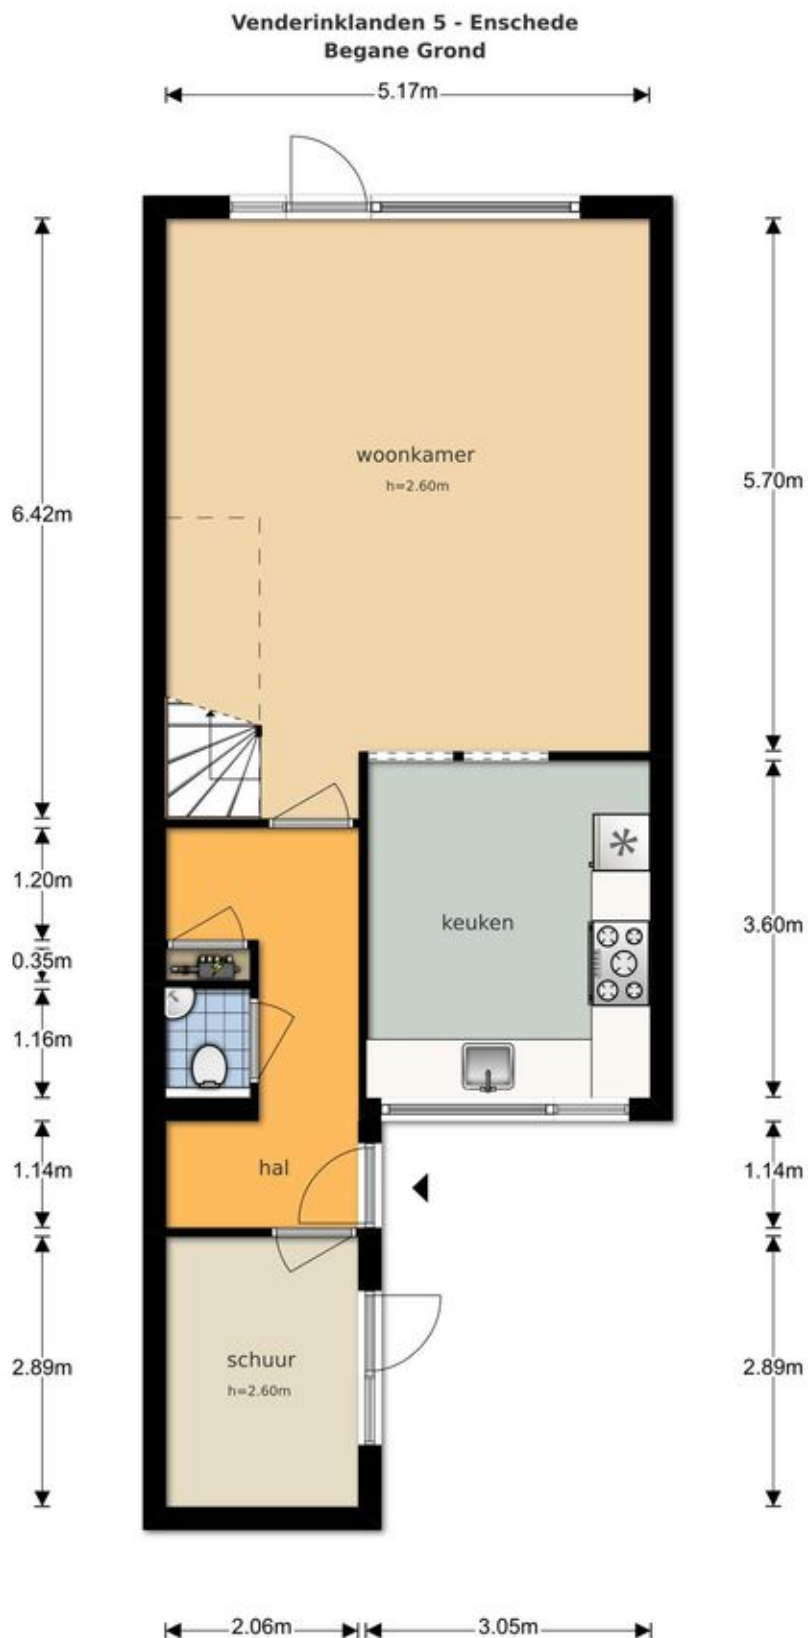 Venderinklanden 5 - Enschede
Begane Grond
5.17m
woonkamer
h=2.60m
6.42m
5.70m
1.20m
0.35m
1.16m
keuken
3.60m
1.14m
hal
1.14m
2.89m
schuur
h=2.60m
2.89m
2.06m
3.05m